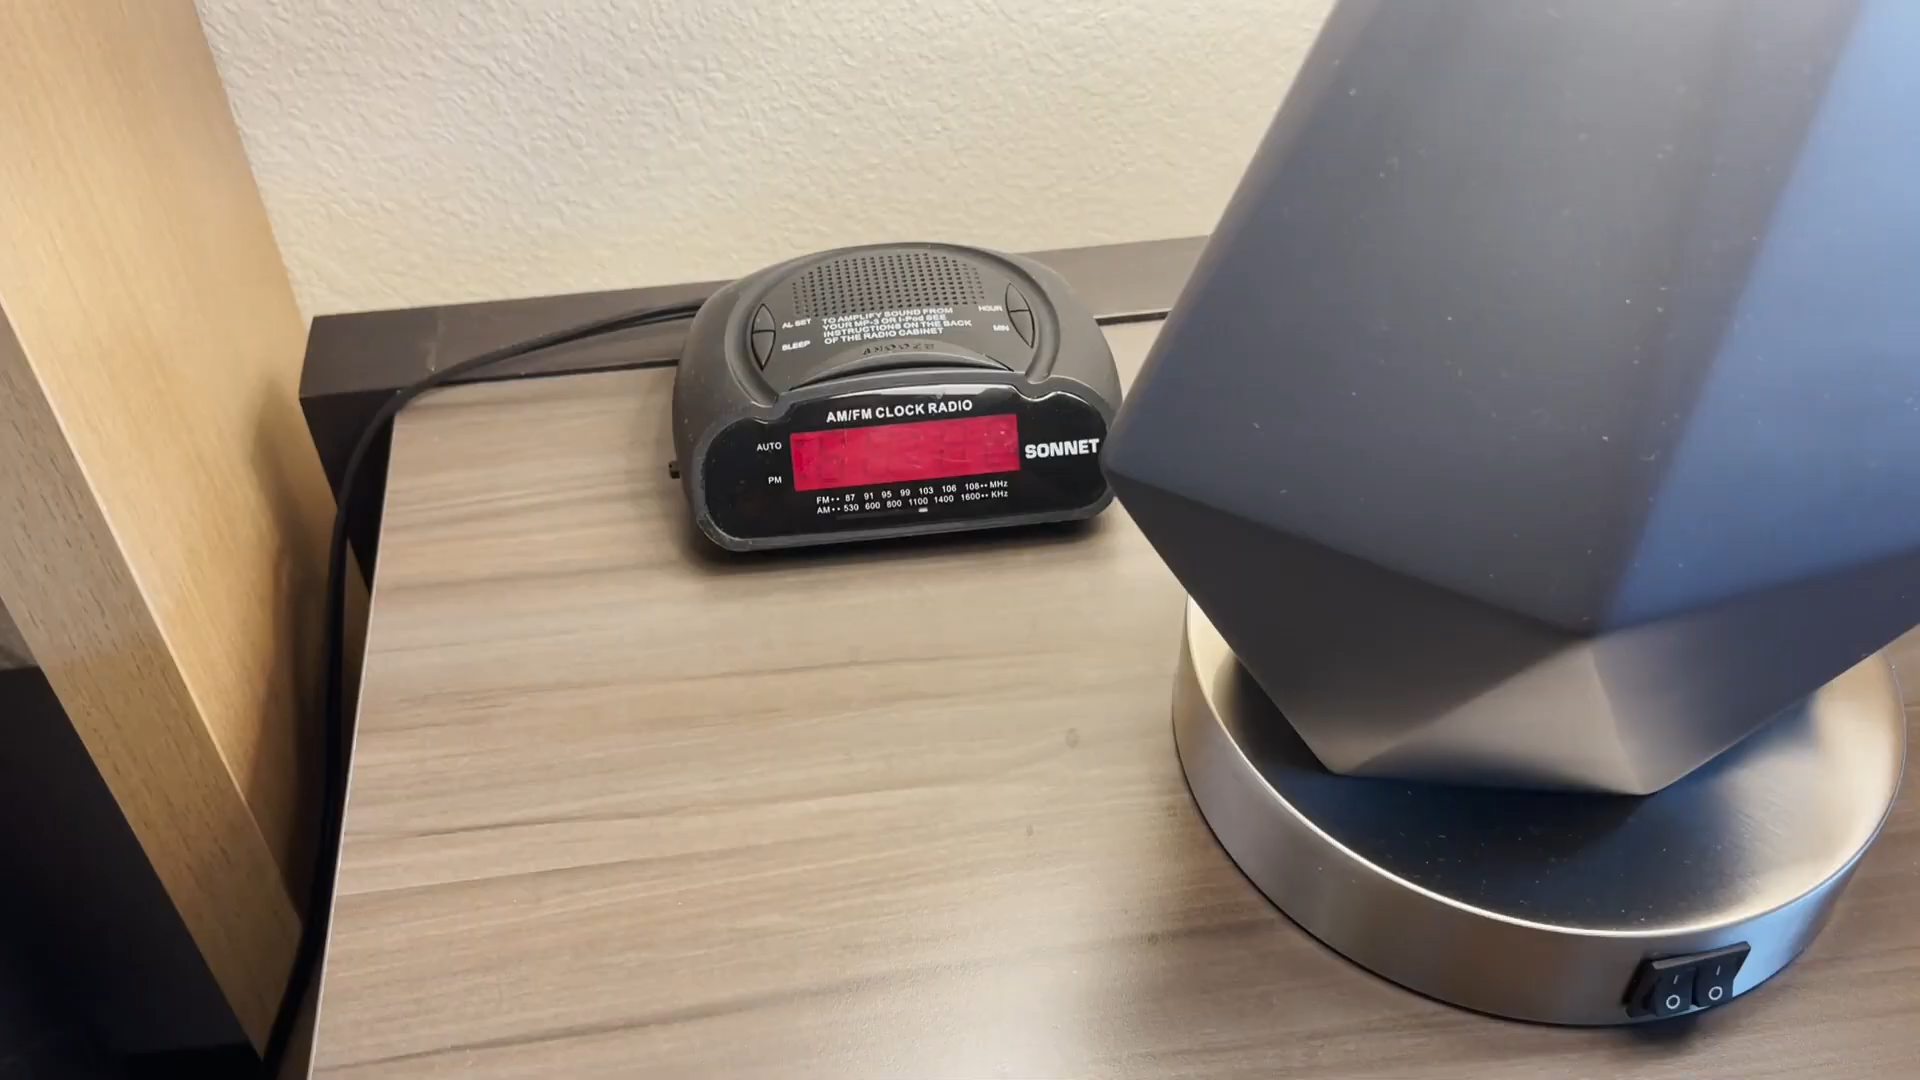 AL SET
SLEEP
TO AMPLIFY SOUND FROM
YOUR MP-3 OR I-Pod SEE
INSTRUCTIONS ON THE BACK
OF THE RADIO CABINET
HOUR
MIN
AM/FM CLOCK RADIO
AUTO
PM
SONNET
FM•• 87 91 95 99 103 106 108•• MHz
AM•• 530 600 800 1100 1400 1600•• KHz